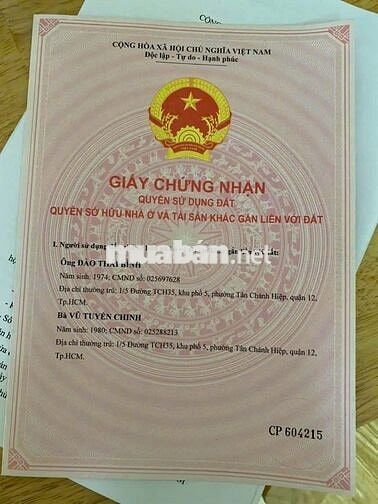 CỘNG HÒA XÃ HỘI CHỦ NGHĨA VIỆT NAM
Độc lập - Tự do - Hạnh phúc
GIẤY CHỨNG NHẬN
QUYỀN SỬ DỤNG ĐẤT
QUYỀN SỞ HỮU NHÀ Ở VÀ TÀI SẢN KHÁC GẮN LIỀN VỚI ĐẤT
I. Người sử dụng
muaban.net
Ông ĐÀO THÁI BÌNH
Năm sinh: 1974; CMND số: 025697628
Địa chỉ thường trú: 1/5 Đường TCH35, khu phố 5, phường Tân Chánh Hiệp, quận 12,
Tp.HCM.
Bà VŨ TUYẾN CHINH
Năm sinh: 1980; CMND số: 025288213
Địa chỉ thường trú: 1/5 Đường TCH35, khu phố 5, phường Tân Chánh Hiệp, quận 12,
Tp.HCM.
CP 604215